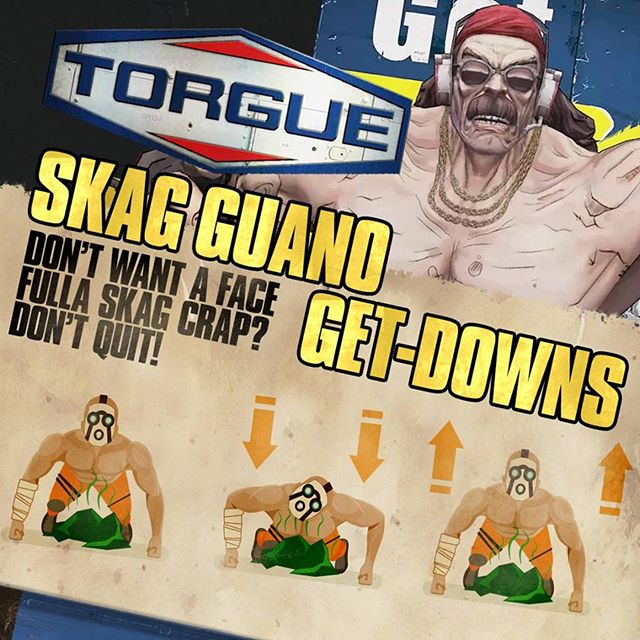 TORGUE
SKAG GUANO
GET-DOWNS
DON'T WANT A FACE
FULLA SKAG CRAP?
DON'T QUIT!